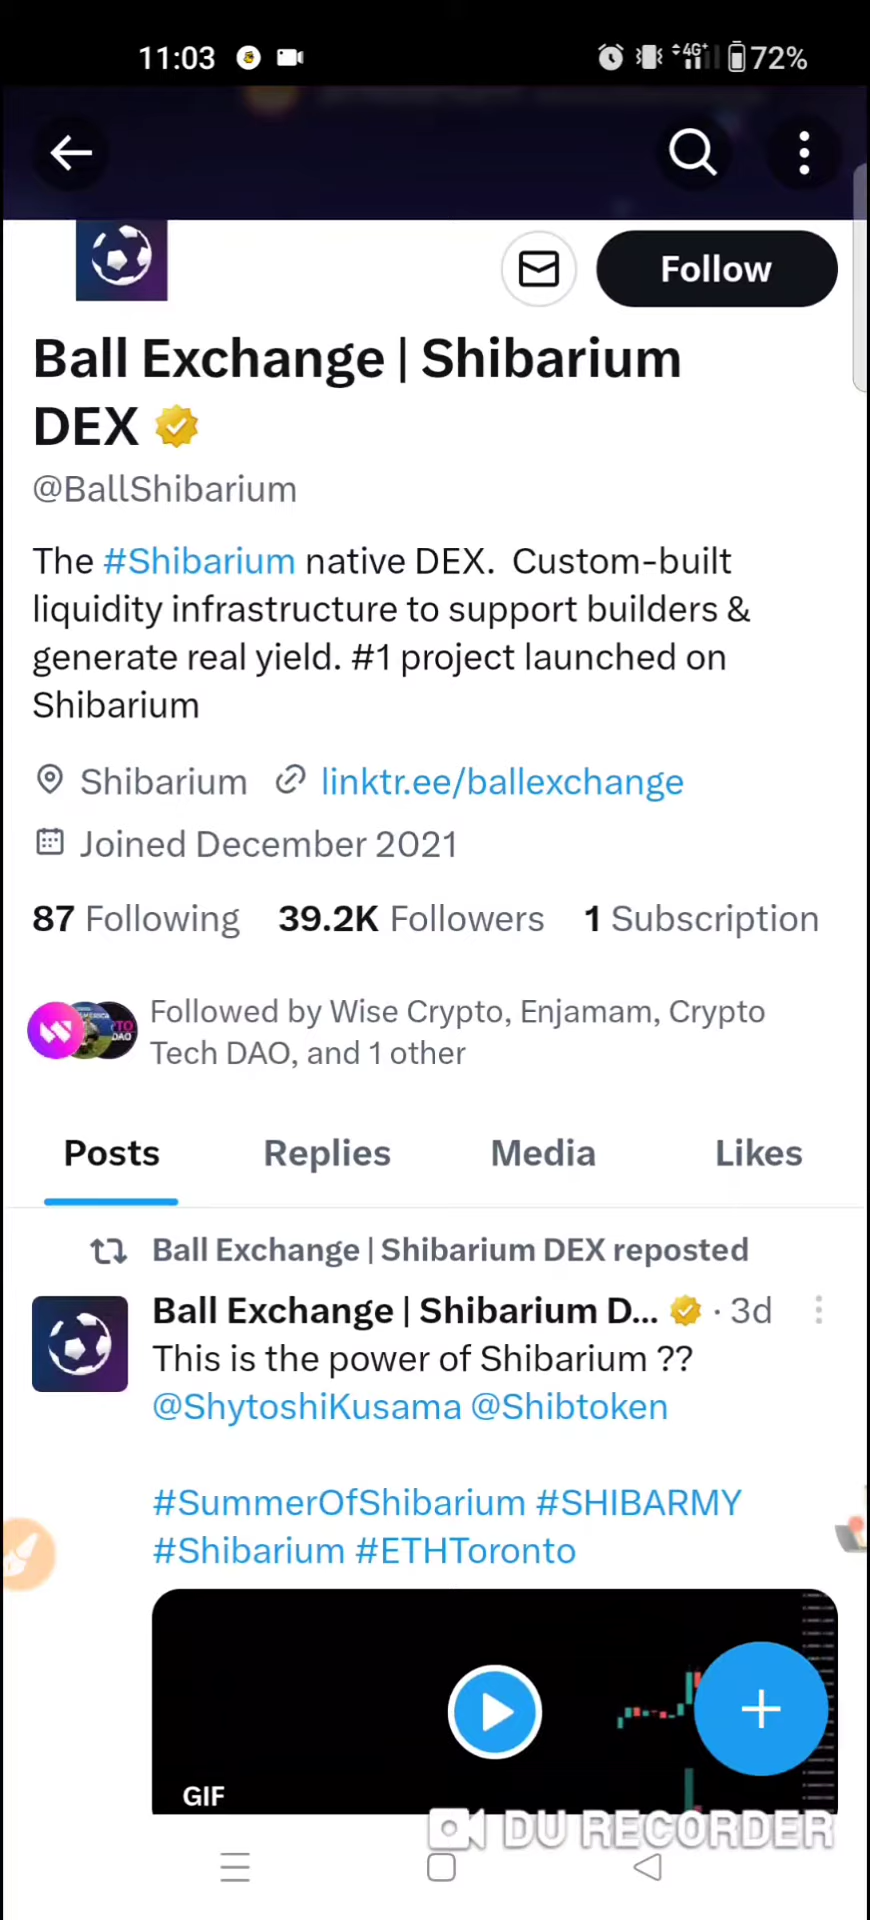 11:03 4G+ 72%
Follow
Ball Exchange | Shibarium
DEX
@BallShibarium
The #Shibarium native DEX. Custom-built
liquidity infrastructure to support builders &
generate real yield. #1 project launched on
Shibarium
Shibarium linktr.ee/ballexchange
Joined December 2021
87 Following 39.2K Followers 1 Subscription
Followed by Wise Crypto, Enjamam, Crypto
Tech DAO, and 1 other
Posts Replies Media Likes
Ball Exchange | Shibarium DEX reposted
Ball Exchange | Shibarium D... · 3d
This is the power of Shibarium ??
@ShytoshiKusama @Shibtoken
#SummerOfShibarium #SHIBARMY
#Shibarium #ETHToronto
GIF
DU RECORDER